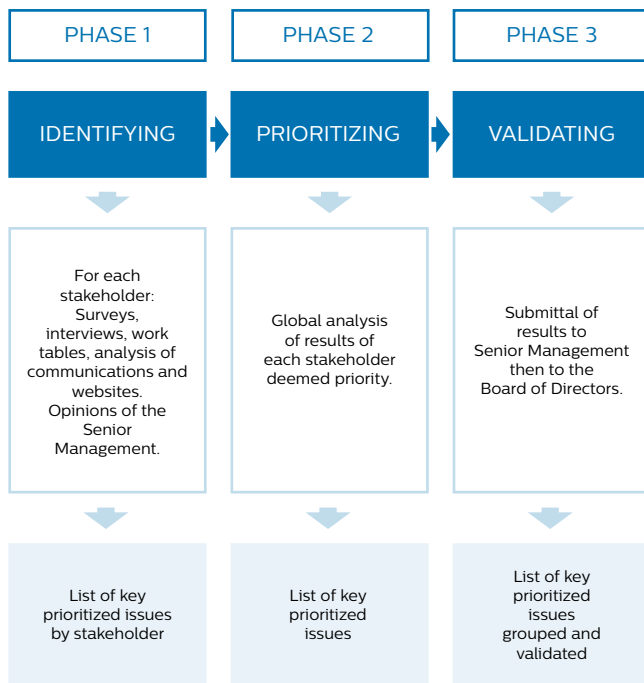 PHASE 1
PHASE 2
PHASE 3
IDENTIFYING
PRIORITIZING
VALIDATING
For each
stakeholder:
Surveys,
interviews, work
tables, analysis of
communications and
websites.
Opinions of the
Senior
Management.
Global analysis
of results of
each stakeholder
deemed priority.
Submittal of
results to
Senior Management
then to the
Board of Directors.
List of key
prioritized issues
by stakeholder
List of key
prioritized
issues
List of key
prioritized
issues
grouped and
validated